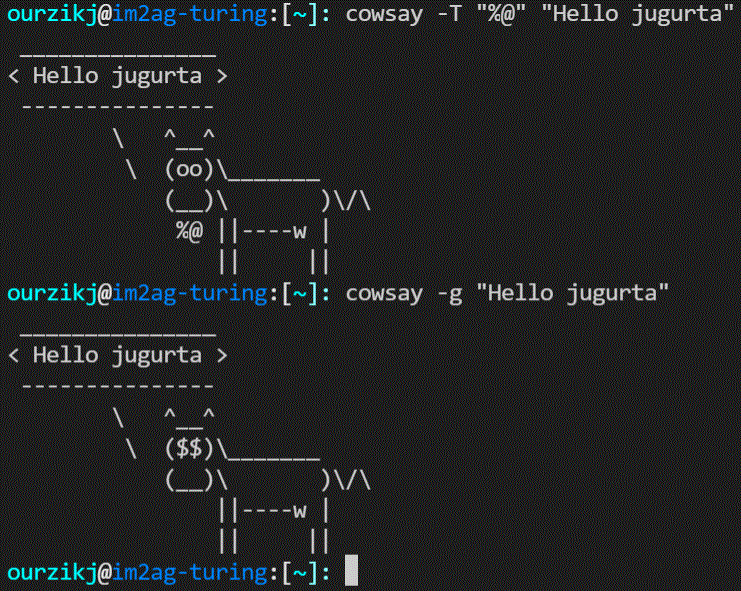 ourzikj@im2ag-turing:[~]: cowsay -T "%@" "Hello jugurta"
 _______________
< Hello jugurta >
 ---------------
        \   ^__^
         \  (oo)\_______
            (__)\       )\/\
             %@ ||----w |
                ||     ||
ourzikj@im2ag-turing:[~]: cowsay -g "Hello jugurta"
 _______________
< Hello jugurta >
 ---------------
        \   ^__^
         \  ($$)\_______
            (__)\       )\/\
                ||----w |
                ||     ||
ourzikj@im2ag-turing:[~]: